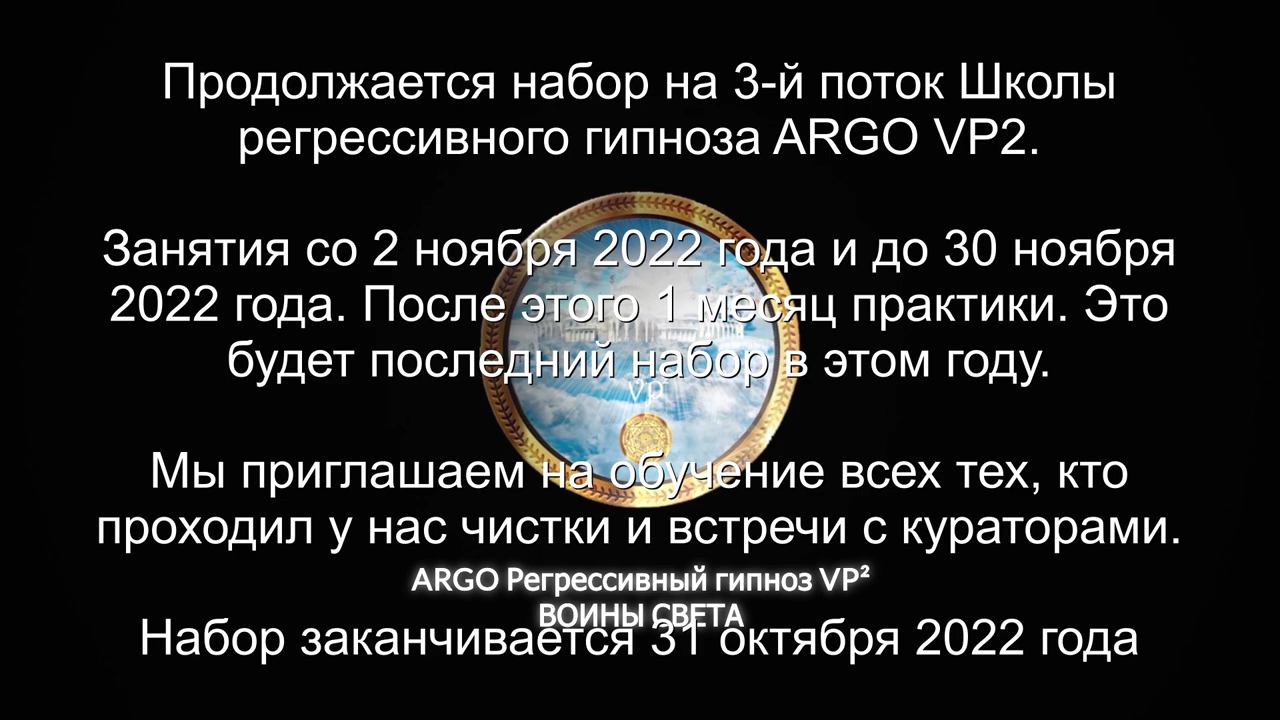 Продолжается набор на 3-й поток Школы
регрессивного гипноза ARGO VP2.
Занятия со 2 ноября 2022 года и до 30 ноября
2022 года. После этого 1 месяц практики. Это
будет последний набор в этом году.
VP
Мы приглашаем на обучение всех тех, кто
проходил у нас чистки и встречи с кураторами.
ARGO Регрессивный гипноз VP²
ВОИНЫ СВЕТА
Набор заканчивается 31 октября 2022 года